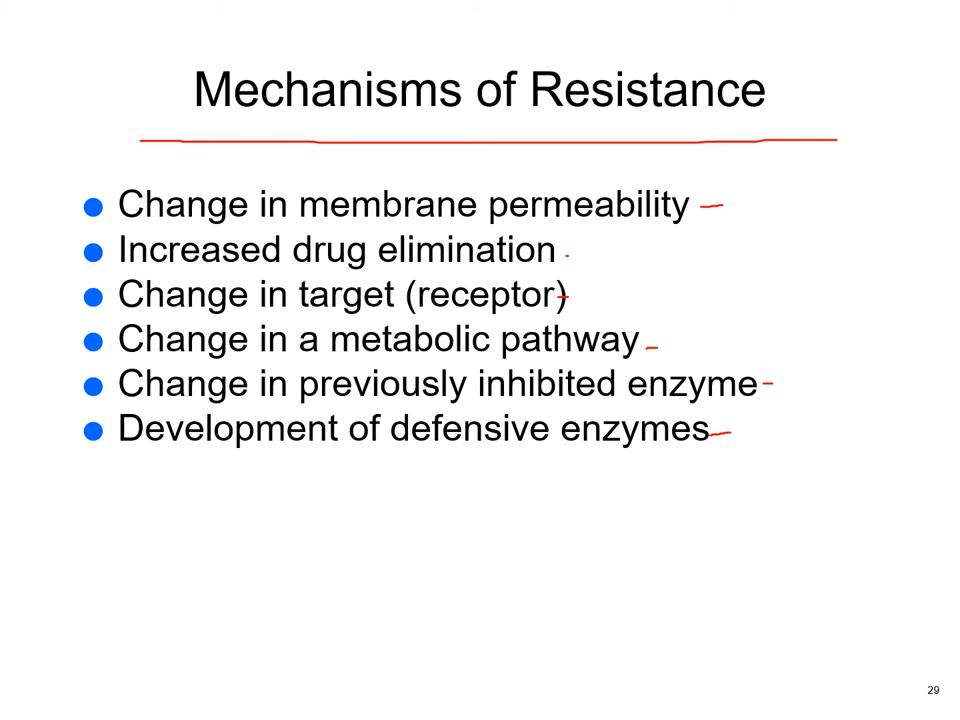 Mechanisms of Resistance
Change in membrane permeability
Increased drug elimination
Change in target (receptor)
Change in a metabolic pathway
Change in previously inhibited enzyme
Development of defensive enzymes
29